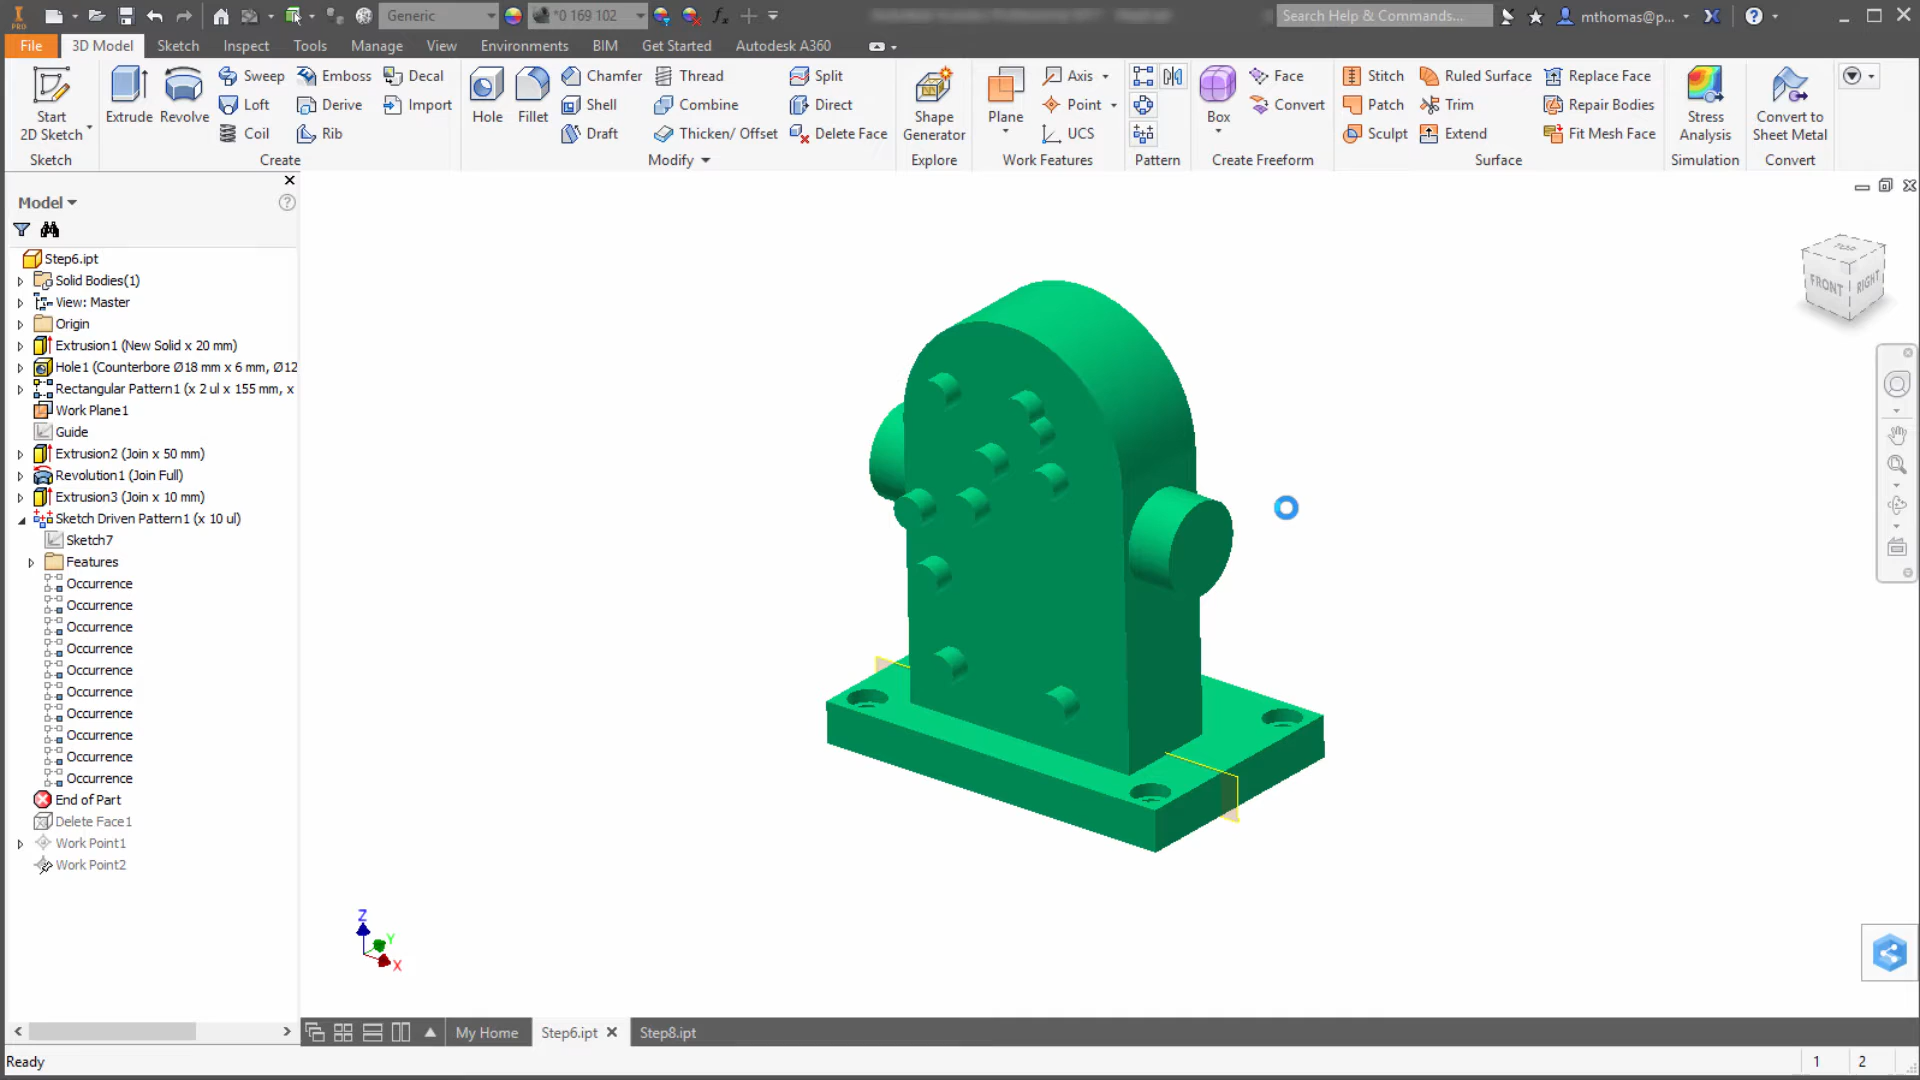 PRO Generic *0 169 102 Search Help & Commands... mthomas@p...
File 3D Model Sketch Inspect Tools Manage View Environments BIM Get Started Autodesk A360
Start
2D Sketch
Extrude Revolve
Sweep Emboss Decal
Loft Derive Import
Coil Rib
Hole Fillet
Chamfer Thread Split
Shell Combine Direct
Draft Thicken/ Offset Delete Face
Shape
Generator
Plane
Axis
Point
UCS
Box
Face
Convert
Stitch Ruled Surface Replace Face
Patch Trim Repair Bodies
Sculpt Extend Fit Mesh Face
Stress
Analysis
Convert to
Sheet Metal
Sketch Create Modify Explore Work Features Pattern Create Freeform Surface Simulation Convert
Model
Step6.ipt
Solid Bodies(1)
View: Master
Origin
Extrusion1 (New Solid x 20 mm)
Hole1 (Counterbore Ø18 mm x 6 mm, Ø12
Rectangular Pattern1 (x 2 ul x 155 mm, x
Work Plane1
Guide
Extrusion2 (Join x 50 mm)
Revolution1 (Join Full)
Extrusion3 (Join x 10 mm)
Sketch Driven Pattern1 (x 10 ul)
Sketch7
Features
Occurrence
Occurrence
Occurrence
Occurrence
Occurrence
Occurrence
Occurrence
Occurrence
Occurrence
Occurrence
End of Part
Delete Face1
Work Point1
Work Point2
TOP
FRONT RIGHT
Z
Y
X
My Home Step6.ipt Step8.ipt
Ready 1 2